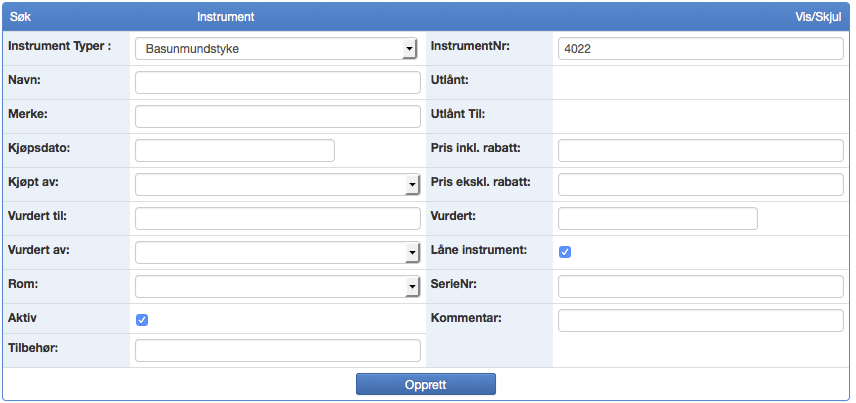 Søk Instrument Vis/Skjul
Instrument Typer : Basunmundstyke InstrumentNr: 4022
Navn: Utlånt:
Merke: Utlånt Til:
Kjøpsdato: Pris inkl. rabatt:
Kjøpt av: Pris ekskl. rabatt:
Vurdert til: Vurdert:
Vurdert av: Låne instrument:
Rom: SerieNr:
Aktiv Kommentar:
Tilbehør:
Opprett